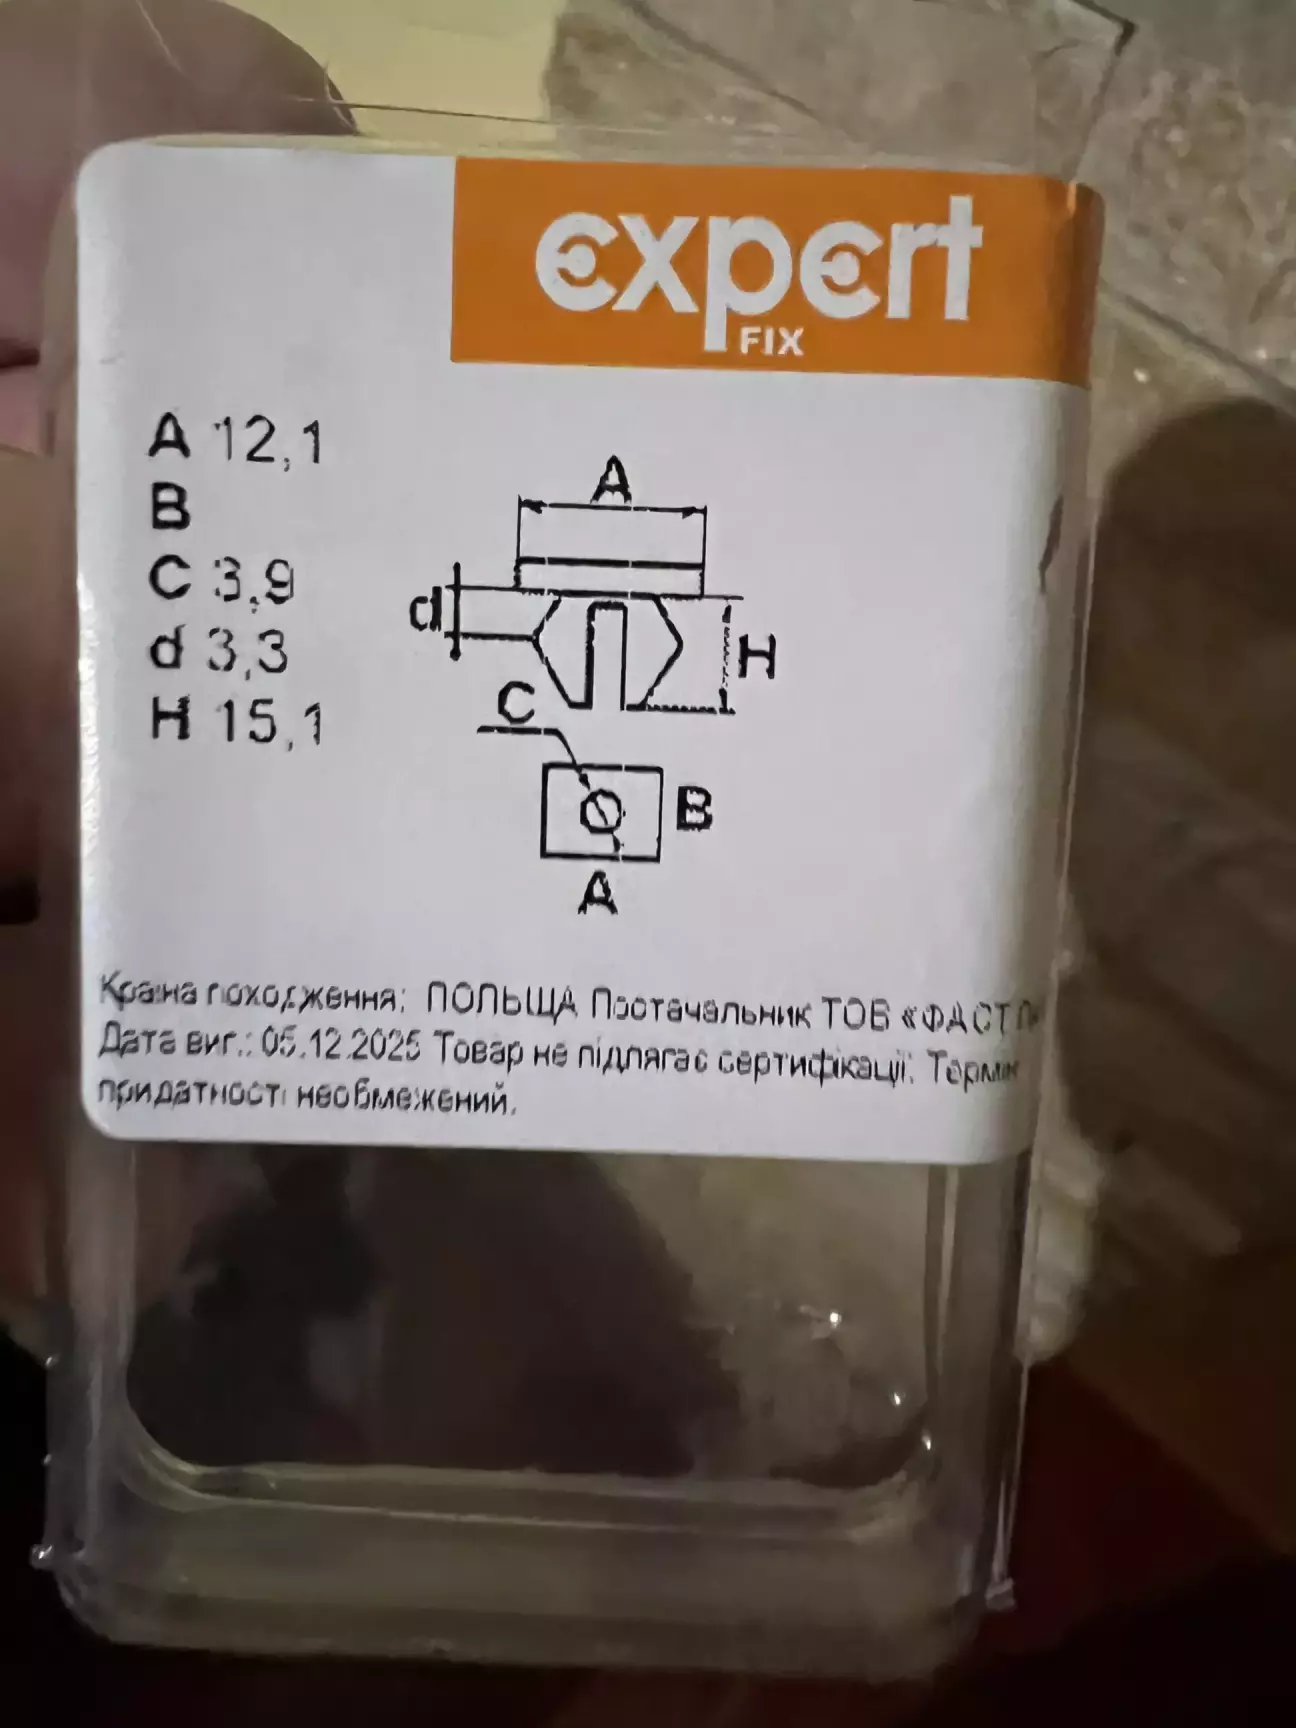 expert
FIX
A 12,1
B
C 3,9
d 3,3
H 15,1
A
d
H
C
B
A
Країна походження: ПОЛЬЩА Постачальник ТОВ «ФАСТ
Дата виг.: 05.12.2025 Товар не підлягає сертифікації. Термін
придатності необмежений.